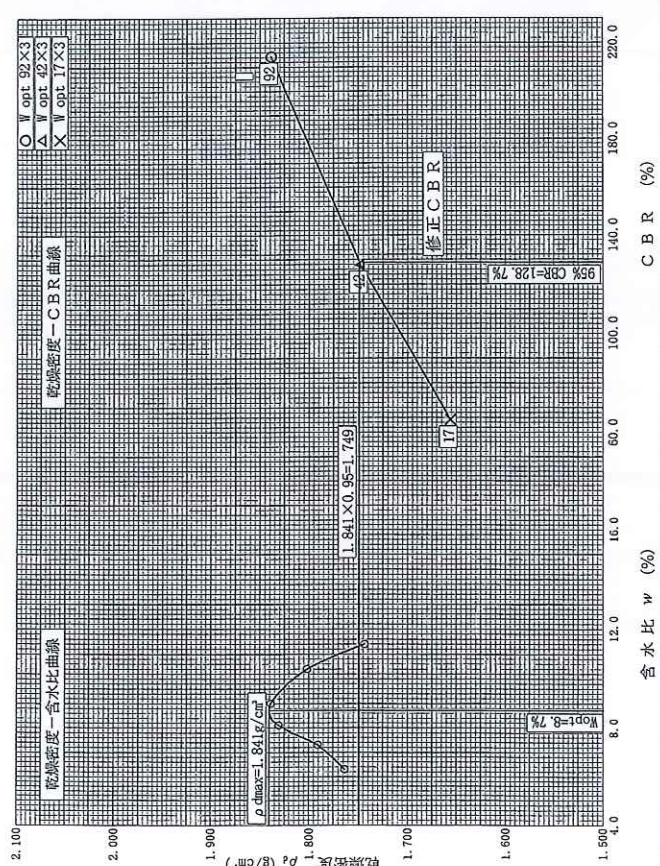 乾燥密度－含水比曲線
乾燥密度－ＣＢＲ曲線
○ W opt 92×3
△ W opt 42×3
× W opt 17×3
ρdmax=1.841g/cm³
1.841×0.95=1.749
92
42
17
修正ＣＢＲ
Wopt=8.7%
95% CBR=128.7%
2.100
2.000
1.900
1.800
1.700
1.600
1.500
乾燥密度 ρd (g/cm³)
4.0
8.0
12.0
16.0
60.0
100.0
140.0
180.0
220.0
含水比 w (%)
ＣＢＲ (%)